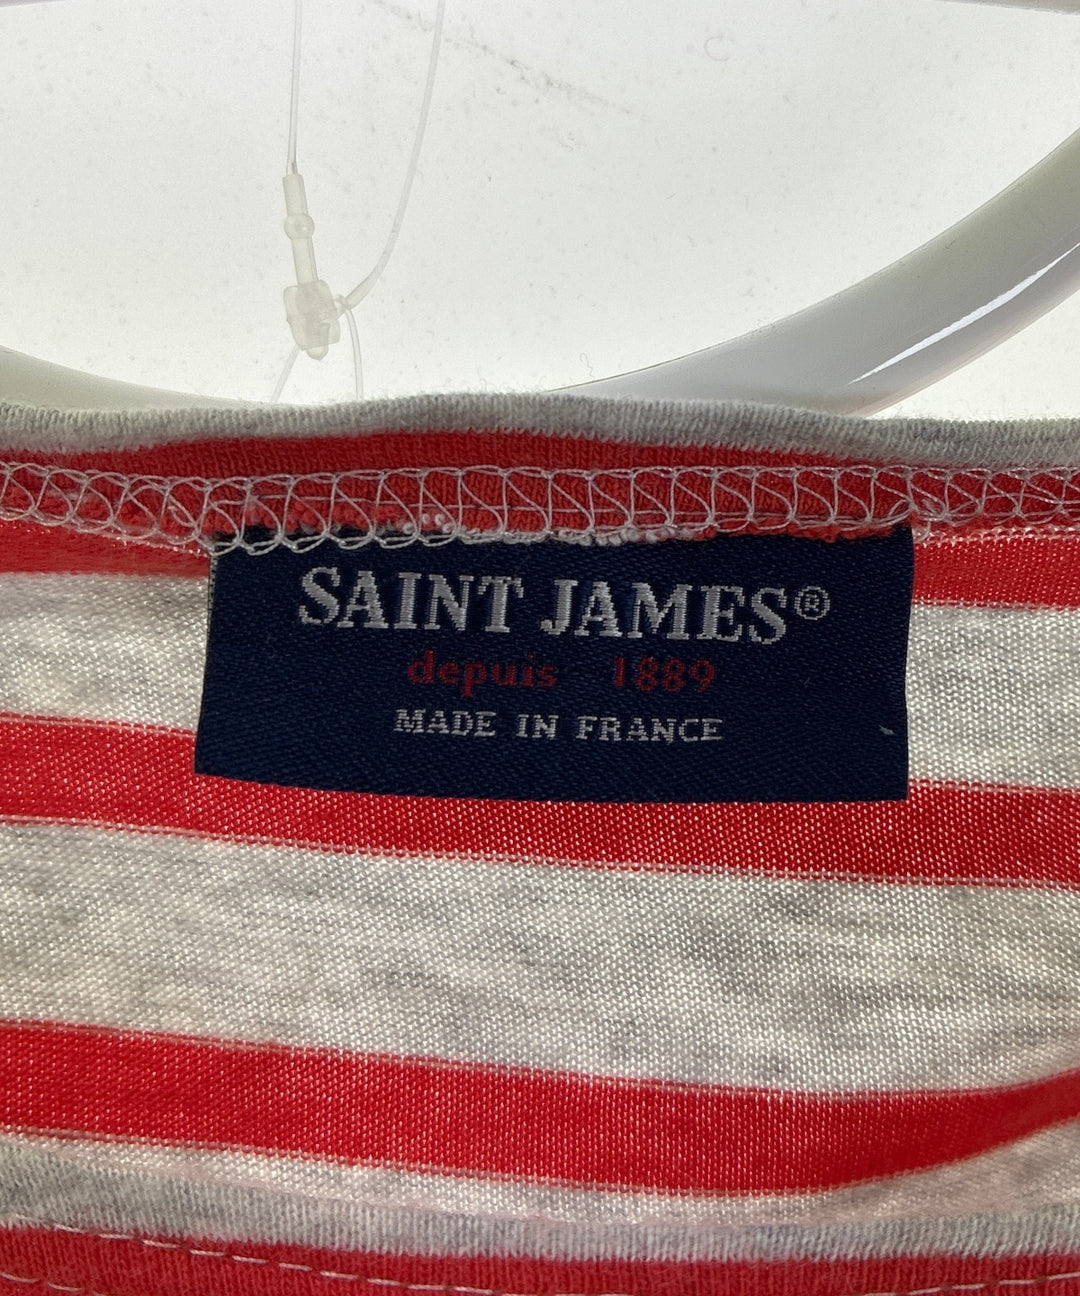 SAINT JAMES®
depuis 1889
MADE IN FRANCE